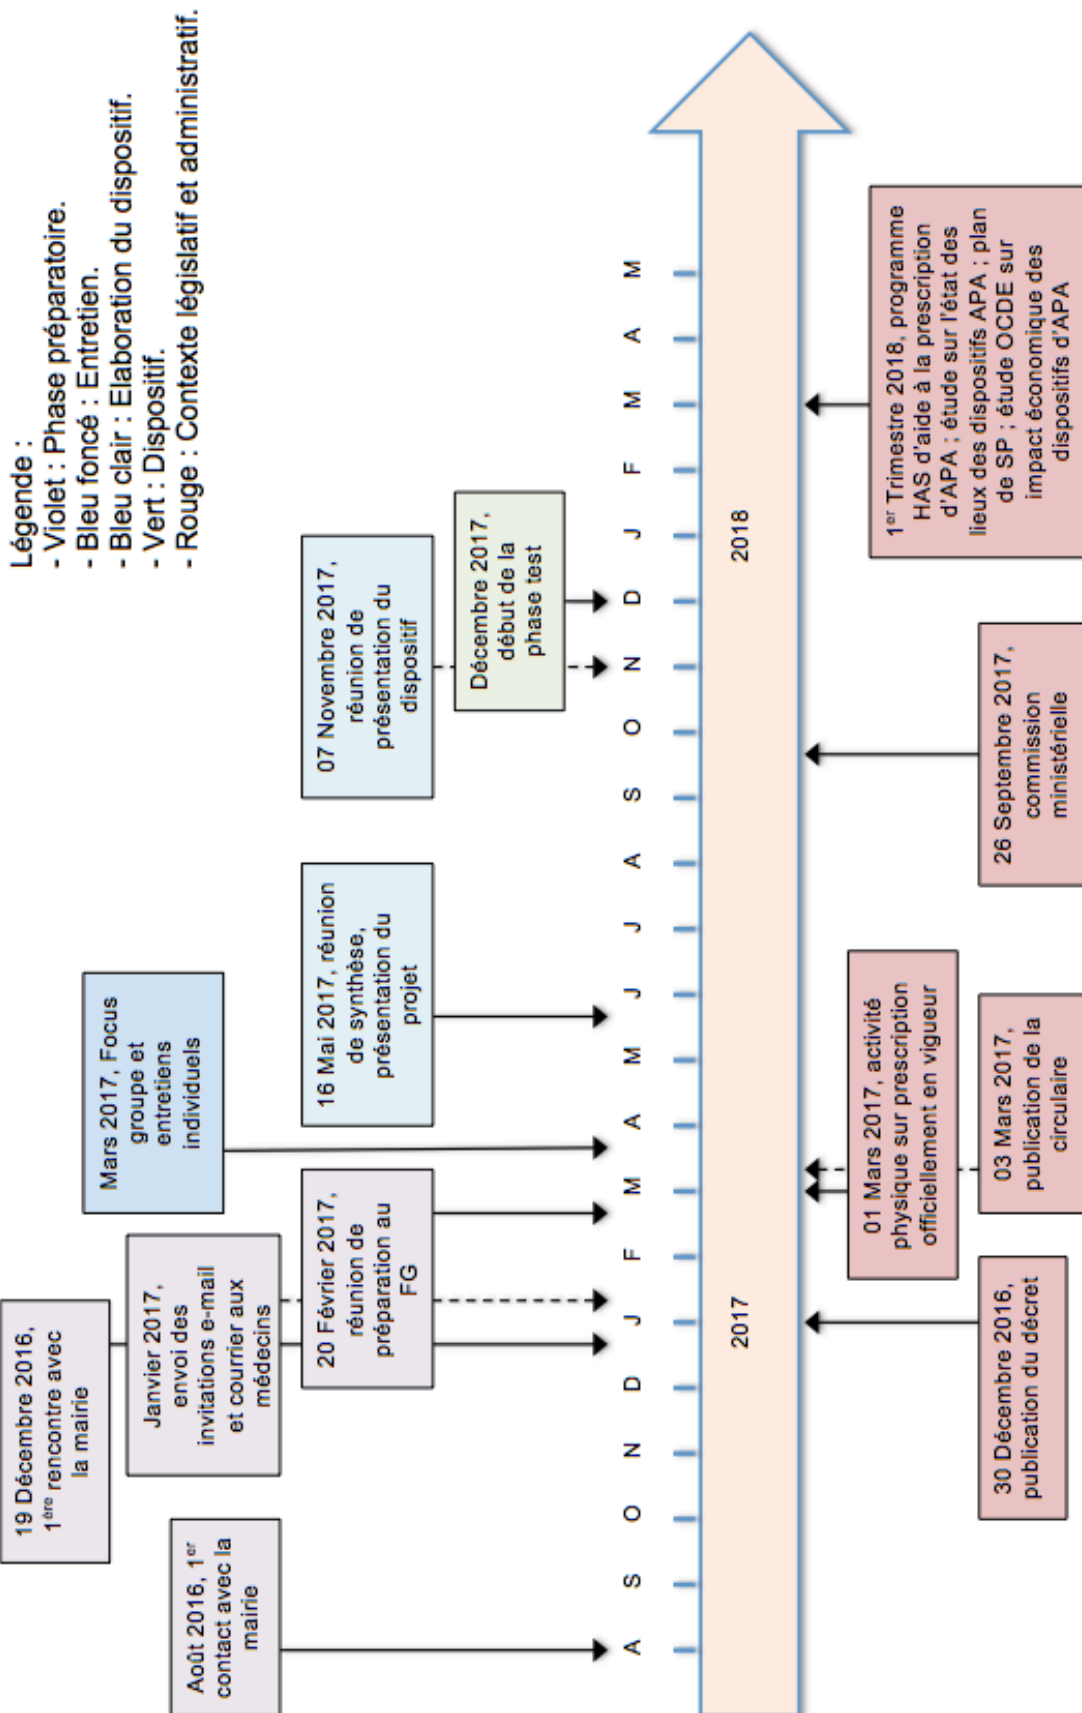 Légende :
- Violet : Phase préparatoire.
- Bleu foncé : Entretien.
- Bleu clair : Elaboration du dispositif.
- Vert : Dispositif.
- Rouge : Contexte législatif et administratif.
19 Décembre 2016,
1ère rencontre avec
la mairie
Août 2016, 1er
contact avec la
mairie
Janvier 2017,
envoi des
invitations e-mail
et courrier aux
médecins
20 Février 2017,
réunion de
préparation au
FG
Mars 2017, Focus
groupe et
entretiens
individuels
16 Mai 2017, réunion
de synthèse,
présentation du
projet
07 Novembre 2017,
réunion de
présentation du
dispositif
Décembre 2017,
début de la
phase test
A S O N D J F M A M J J A S O N D J F M A M
2017 2018
30 Décembre 2016,
publication du décret
01 Mars 2017, activité
physique sur prescription
officiellement en vigueur
03 Mars 2017,
publication de la
circulaire
26 Septembre 2017,
commission
ministérielle
1er Trimestre 2018, programme
HAS d'aide à la prescription
d'APA ; étude sur l'état des
lieux des dispositifs APA ; plan
de SP ; étude OCDE sur
impact économique des
dispositifs d'APA